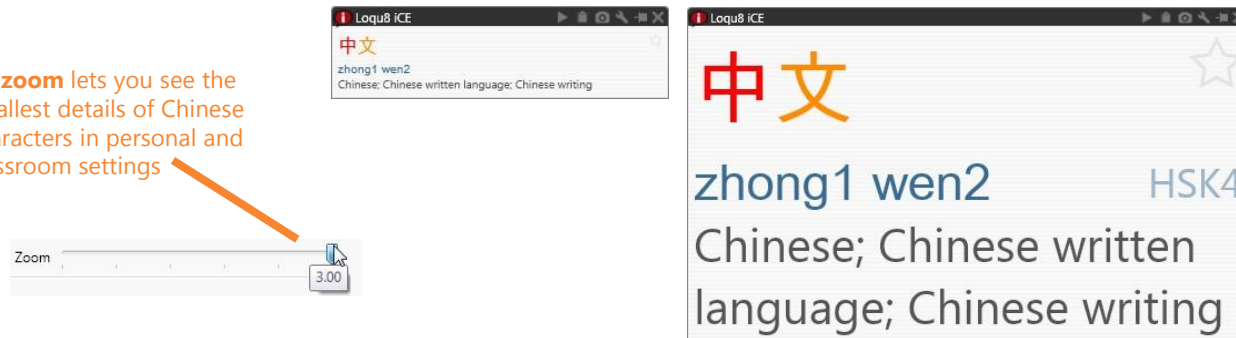 zoom lets you see the
allest details of Chinese
aracters in personal and
ssroom settings
Zoom
3.00
Loqu8 iCE
中文
zhong1 wen2
Chinese; Chinese written language; Chinese writing
Loqu8 iCE
中文
zhong1 wen2 HSK4
Chinese; Chinese written
language; Chinese writing